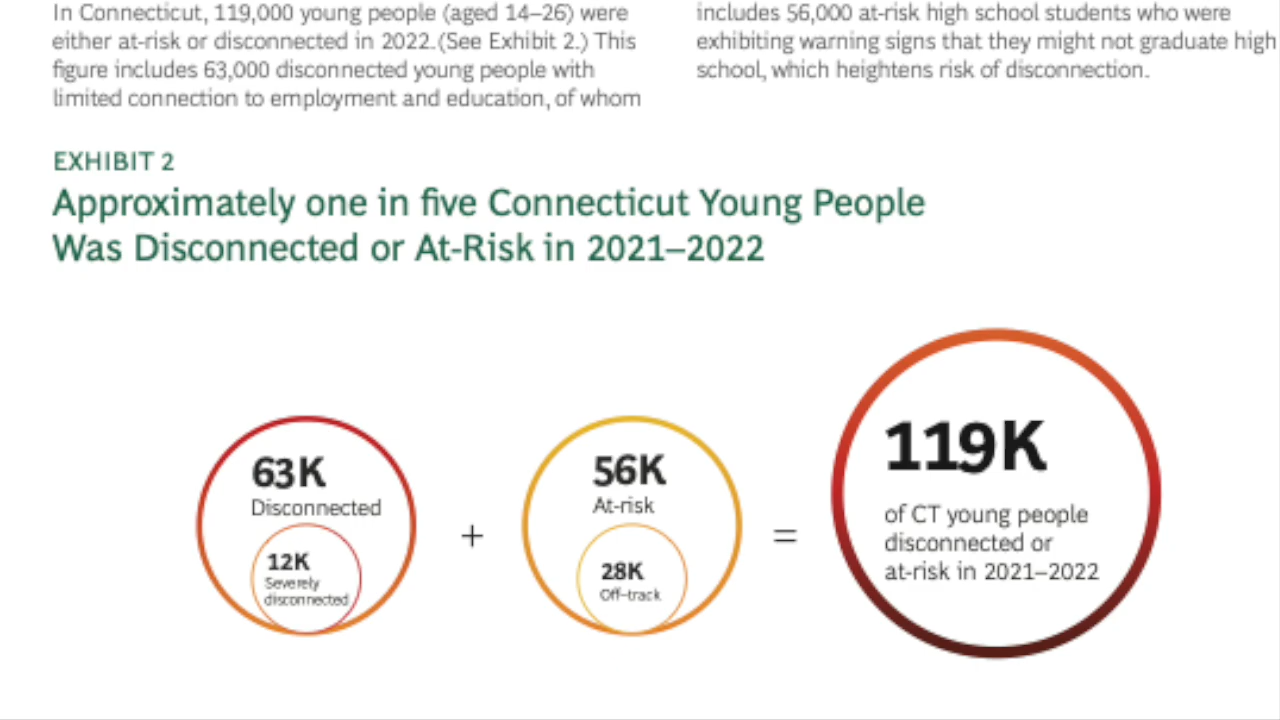 In Connecticut, 119,000 young people (aged 14–26) were
either at-risk or disconnected in 2022.(See Exhibit 2.) This
figure includes 63,000 disconnected young people with
limited connection to employment and education, of whom
includes 56,000 at-risk high school students who were
exhibiting warning signs that they might not graduate high
school, which heightens risk of disconnection.
EXHIBIT 2
Approximately one in five Connecticut Young People
Was Disconnected or At-Risk in 2021–2022
63K
Disconnected
12K
Severely
disconnected
+
56K
At-risk
28K
Off-track
=
119K
of CT young people
disconnected or
at-risk in 2021–2022